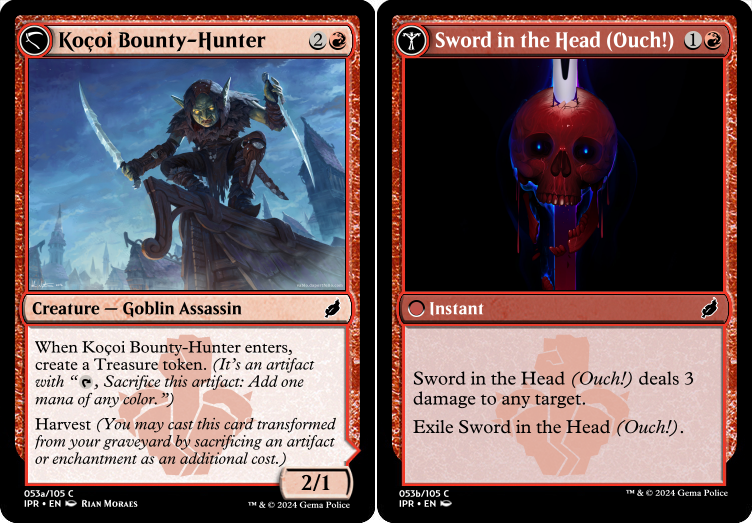 Koçoi Bounty-Hunter 2
Creature — Goblin Assassin
When Koçoi Bounty-Hunter enters,
create a Treasure token. (It's an artifact
with “ , Sacrifice this artifact: Add one
mana of any color.”)
Harvest (You may cast this card transformed
from your graveyard by sacrificing an artifact
or enchantment as an additional cost.)
2/1
053a/105 C
IPR • EN Rian Moraes
™ & © 2024 Gema Police
Sword in the Head (Ouch!) 1
Instant
Sword in the Head (Ouch!) deals 3
damage to any target.
Exile Sword in the Head (Ouch!).
053b/105 C
IPR • EN
™ & © 2024 Gema Police